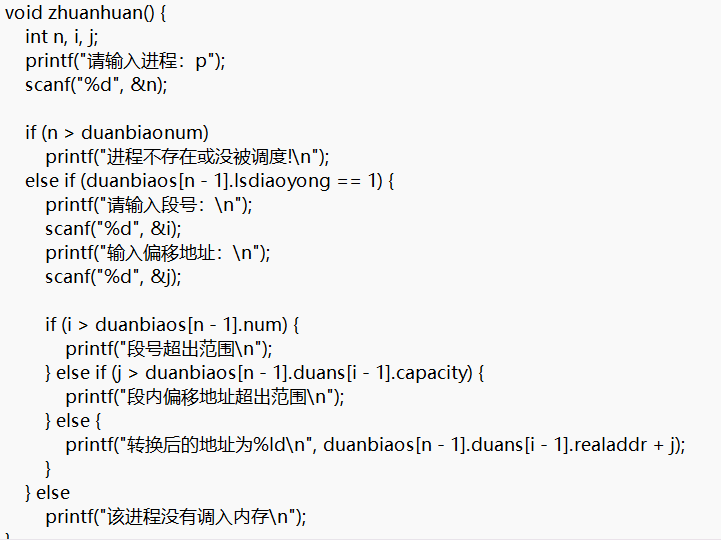 void zhuanhuan() {
    int n, i, j;
    printf("请输入进程：p");
    scanf("%d", &n);

    if (n > duanbiaonum)
        printf("进程不存在或没被调度!\n");
    else if (duanbiaos[n - 1].Isdiaoyong == 1) {
        printf("请输入段号：\n");
        scanf("%d", &i);
        printf("输入偏移地址：\n");
        scanf("%d", &j);

        if (i > duanbiaos[n - 1].num) {
            printf("段号超出范围\n");
        } else if (j > duanbiaos[n - 1].duans[i - 1].capacity) {
            printf("段内偏移地址超出范围\n");
        } else {
            printf("转换后的地址为%ld\n", duanbiaos[n - 1].duans[i - 1].realaddr + j);
        }
    } else
        printf("该进程没有调入内存\n");
}